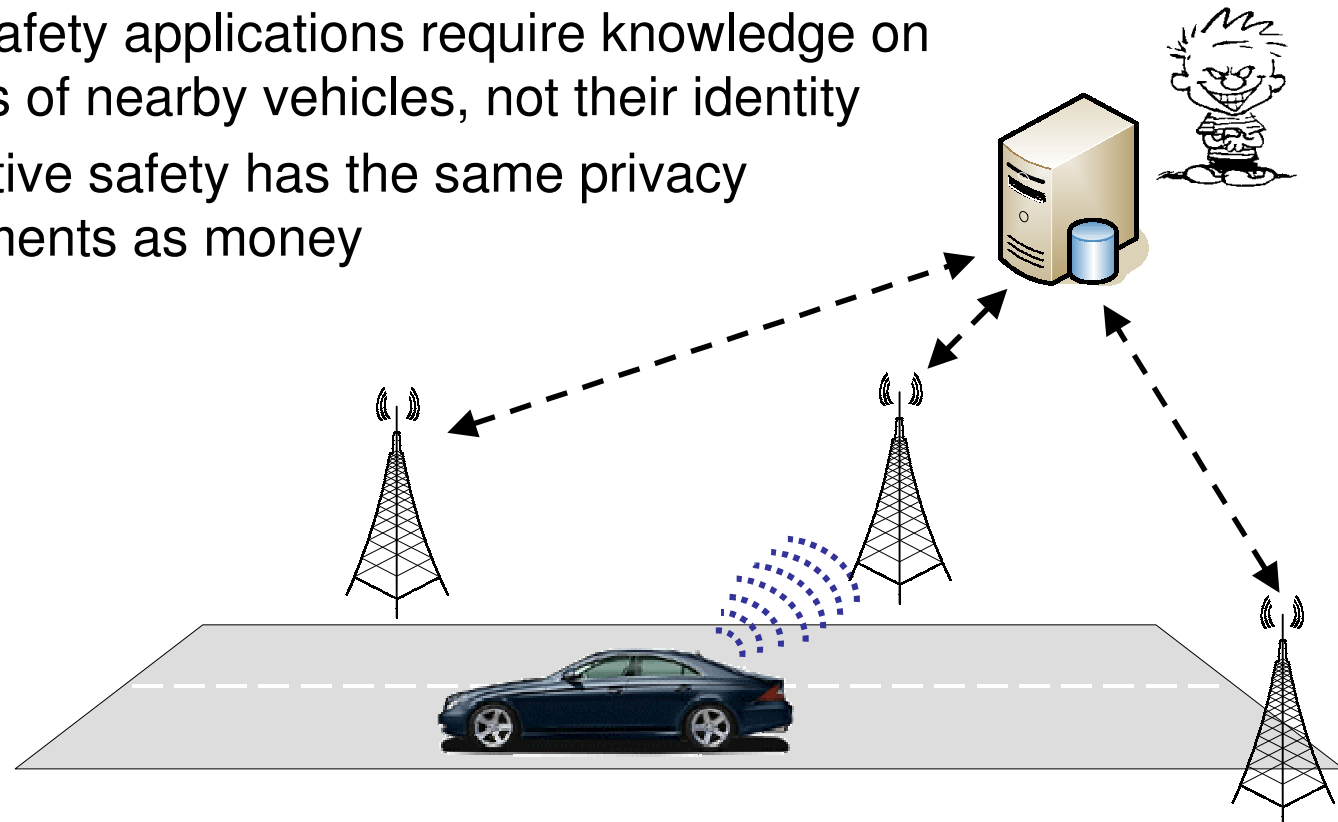 afety applications require knowledge on
s of nearby vehicles, not their identity
tive safety has the same privacy
ments as money